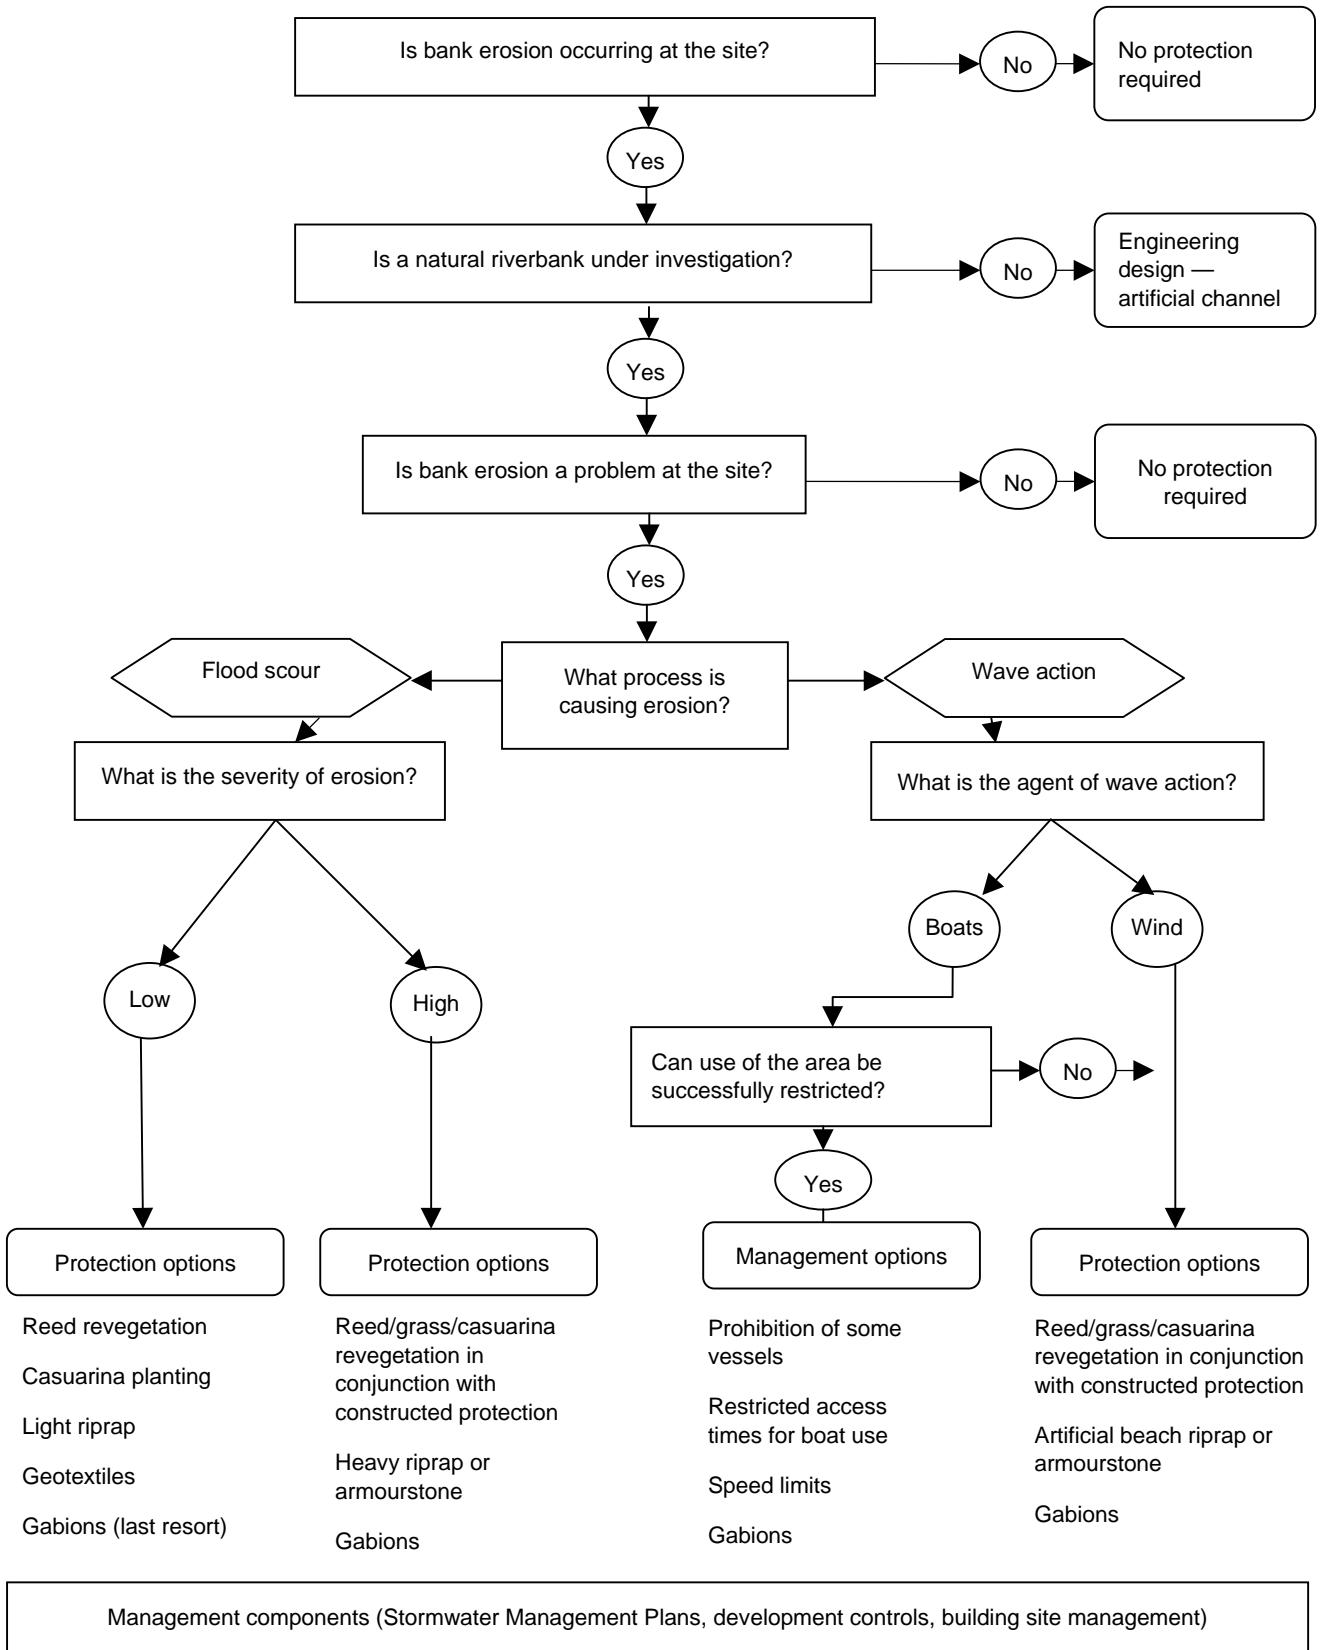 Is bank erosion occurring at the site?
No
No protection
required
Yes
Is a natural riverbank under investigation?
No
Engineering
design —
artificial channel
Yes
Is bank erosion a problem at the site?
No
No protection
required
Yes
Flood scour
What process is
causing erosion?
Wave action
What is the severity of erosion?
What is the agent of wave action?
Boats
Wind
Low
High
Can use of the area be
successfully restricted?
No
Yes
Protection options
Reed revegetation
Casuarina planting
Light riprap
Geotextiles
Gabions (last resort)
Protection options
Reed/grass/casuarina
revegetation in
conjunction with
constructed protection
Heavy riprap or
armourstone
Gabions
Management options
Prohibition of some
vessels
Restricted access
times for boat use
Speed limits
Gabions
Protection options
Reed/grass/casuarina
revegetation in conjunction
with constructed protection
Artificial beach riprap or
armourstone
Gabions
Management components (Stormwater Management Plans, development controls, building site management)